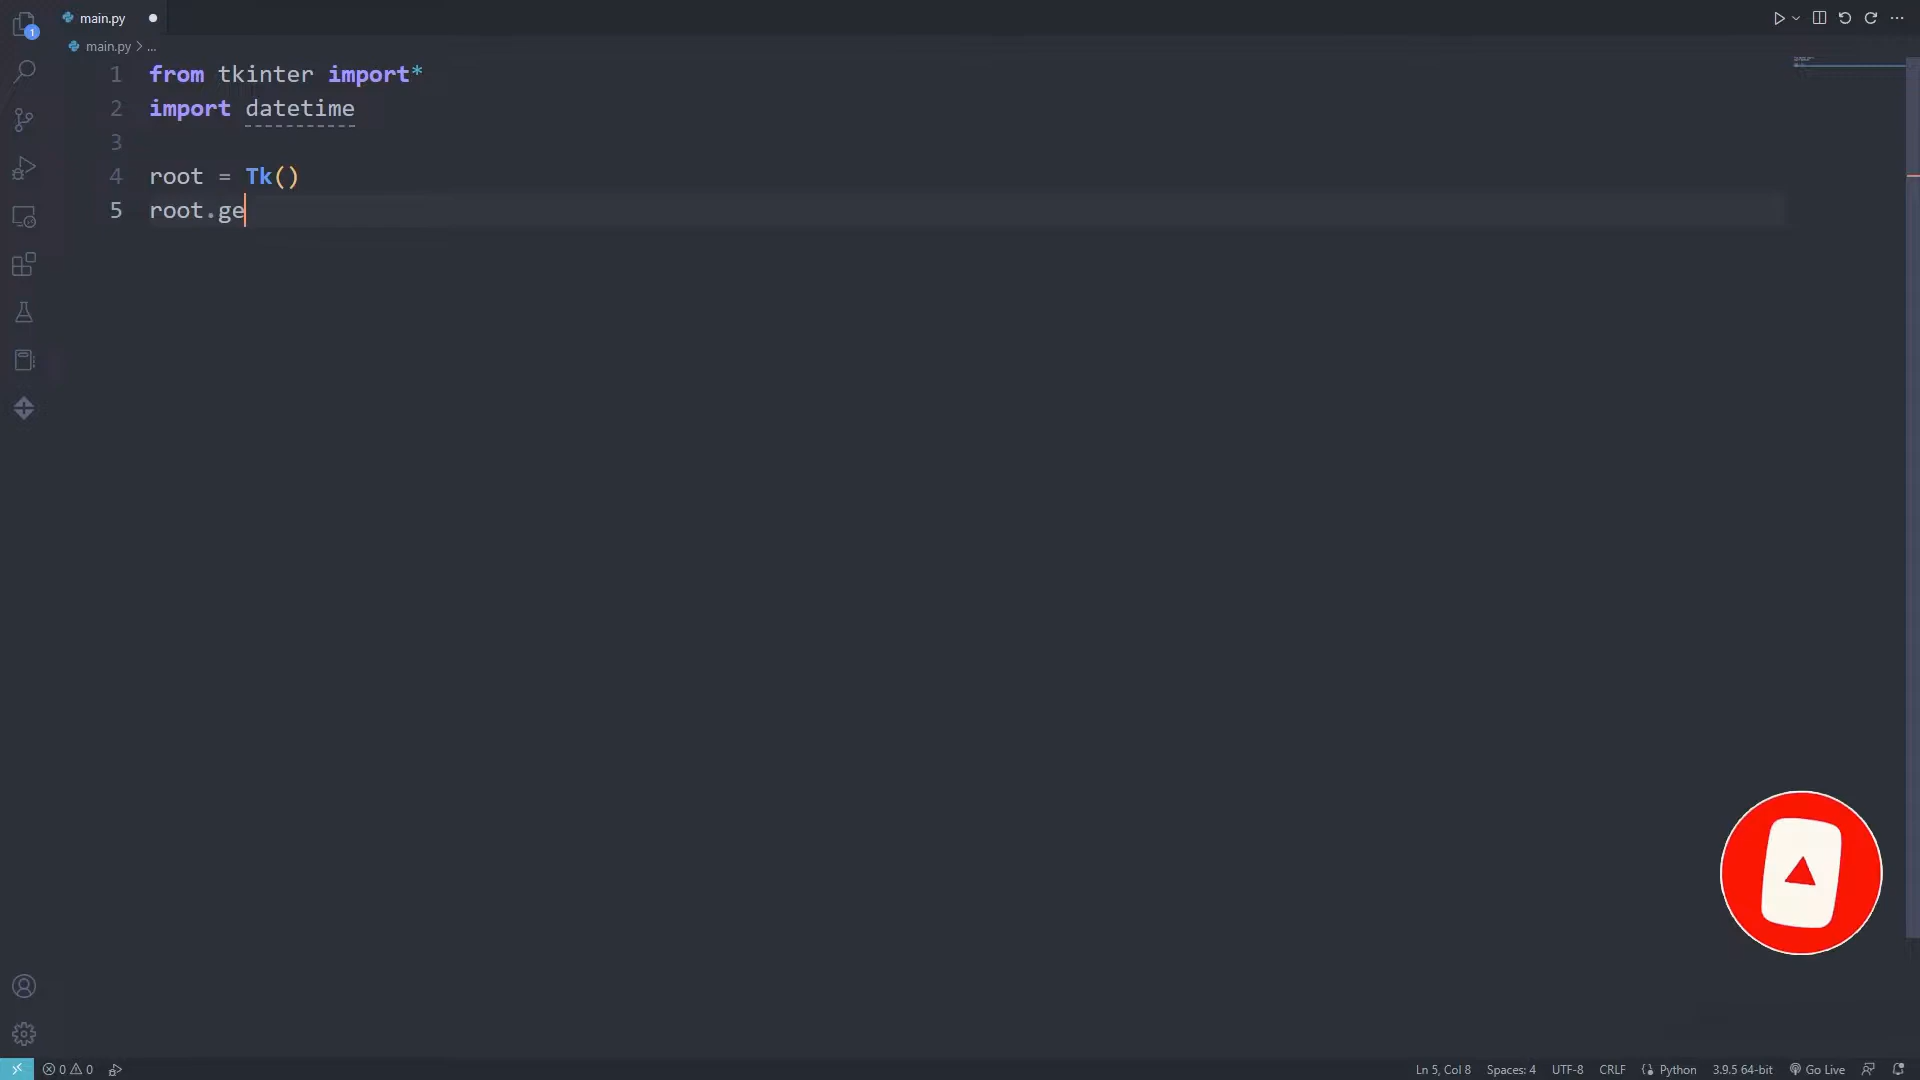 main.py
main.py > ...
1 from tkinter import*
2 import datetime
3
4 root = Tk()
5 root.ge
1
0 0
Ln 5, Col 8 Spaces: 4 UTF-8 CRLF Python 3.9.5 64-bit Go Live